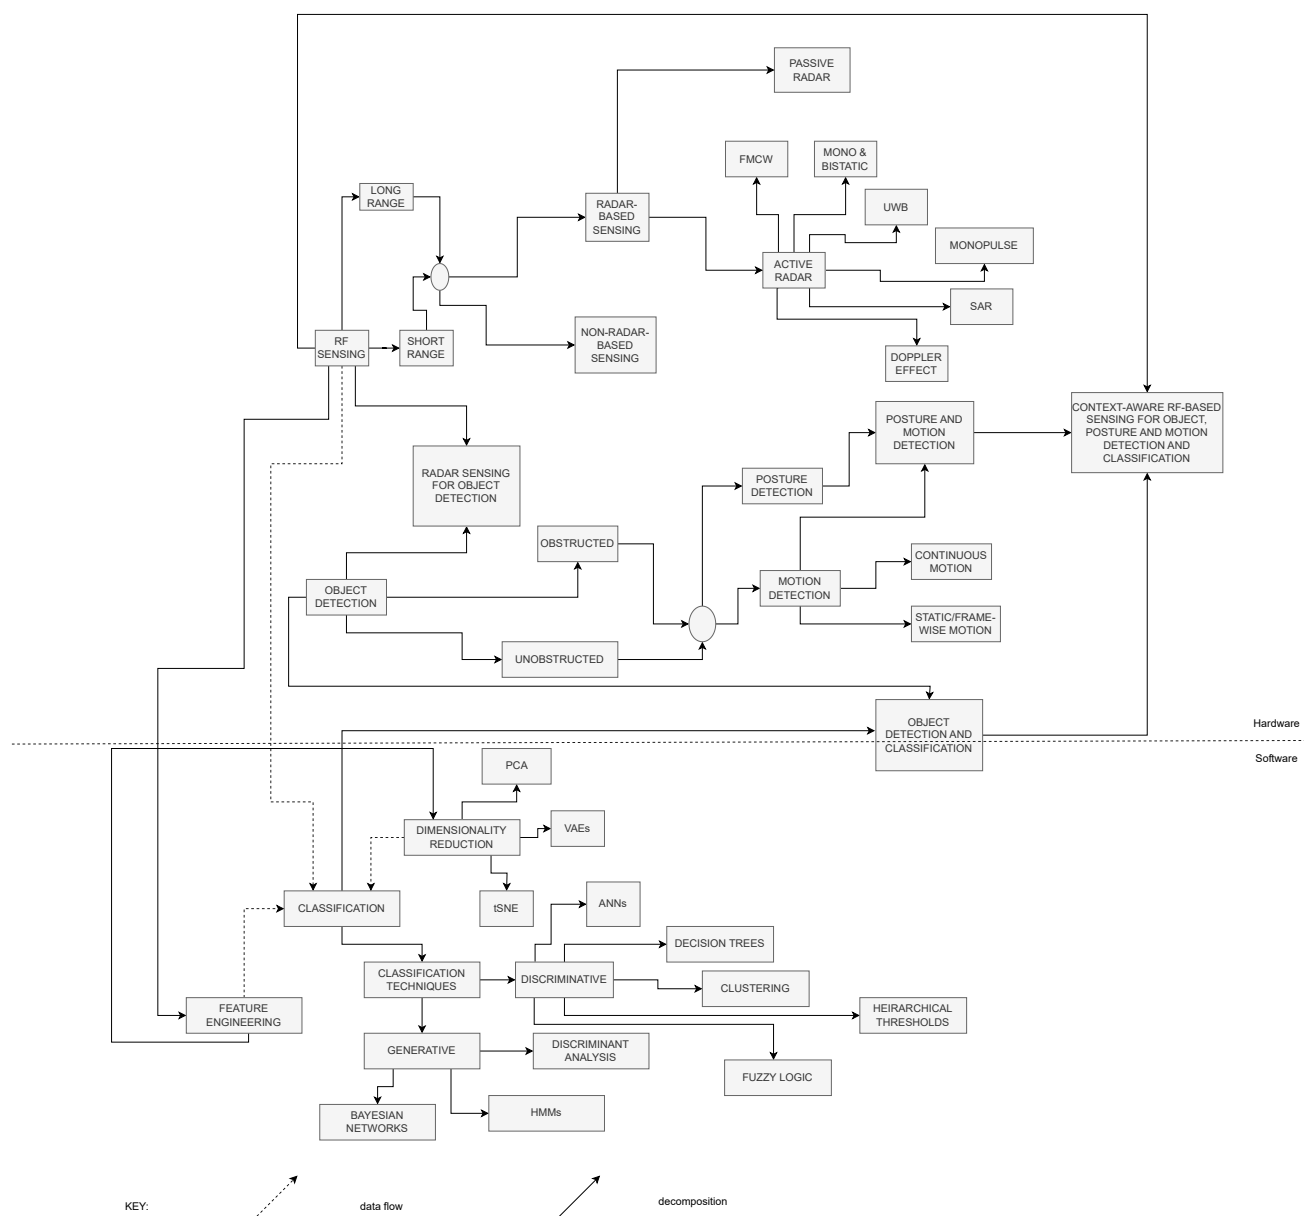 PASSIVE
RADAR
FMCW
MONO &
BISTATIC
LONG
RANGE
RADAR-
BASED
SENSING
UWB
MONOPULSE
ACTIVE
RADAR
SAR
RF
SENSING
SHORT
RANGE
NON-RADAR-
BASED
SENSING
DOPPLER
EFFECT
CONTEXT-AWARE RF-BASED
SENSING FOR OBJECT,
POSTURE AND MOTION
DETECTION AND
CLASSIFICATION
POSTURE AND
MOTION
DETECTION
RADAR SENSING
FOR OBJECT
DETECTION
POSTURE
DETECTION
OBSTRUCTED
CONTINUOUS
MOTION
OBJECT
DETECTION
MOTION
DETECTION
STATIC/FRAME-
WISE MOTION
UNOBSTRUCTED
OBJECT
DETECTION AND
CLASSIFICATION
Hardware
Software
PCA
DIMENSIONALITY
REDUCTION
VAEs
CLASSIFICATION
tSNE
ANNs
DECISION TREES
CLASSIFICATION
TECHNIQUES
DISCRIMINATIVE
CLUSTERING
FEATURE
ENGINEERING
HEIRARCHICAL
THRESHOLDS
GENERATIVE
DISCRIMINANT
ANALYSIS
FUZZY LOGIC
BAYESIAN
NETWORKS
HMMs
KEY:
data flow
decomposition